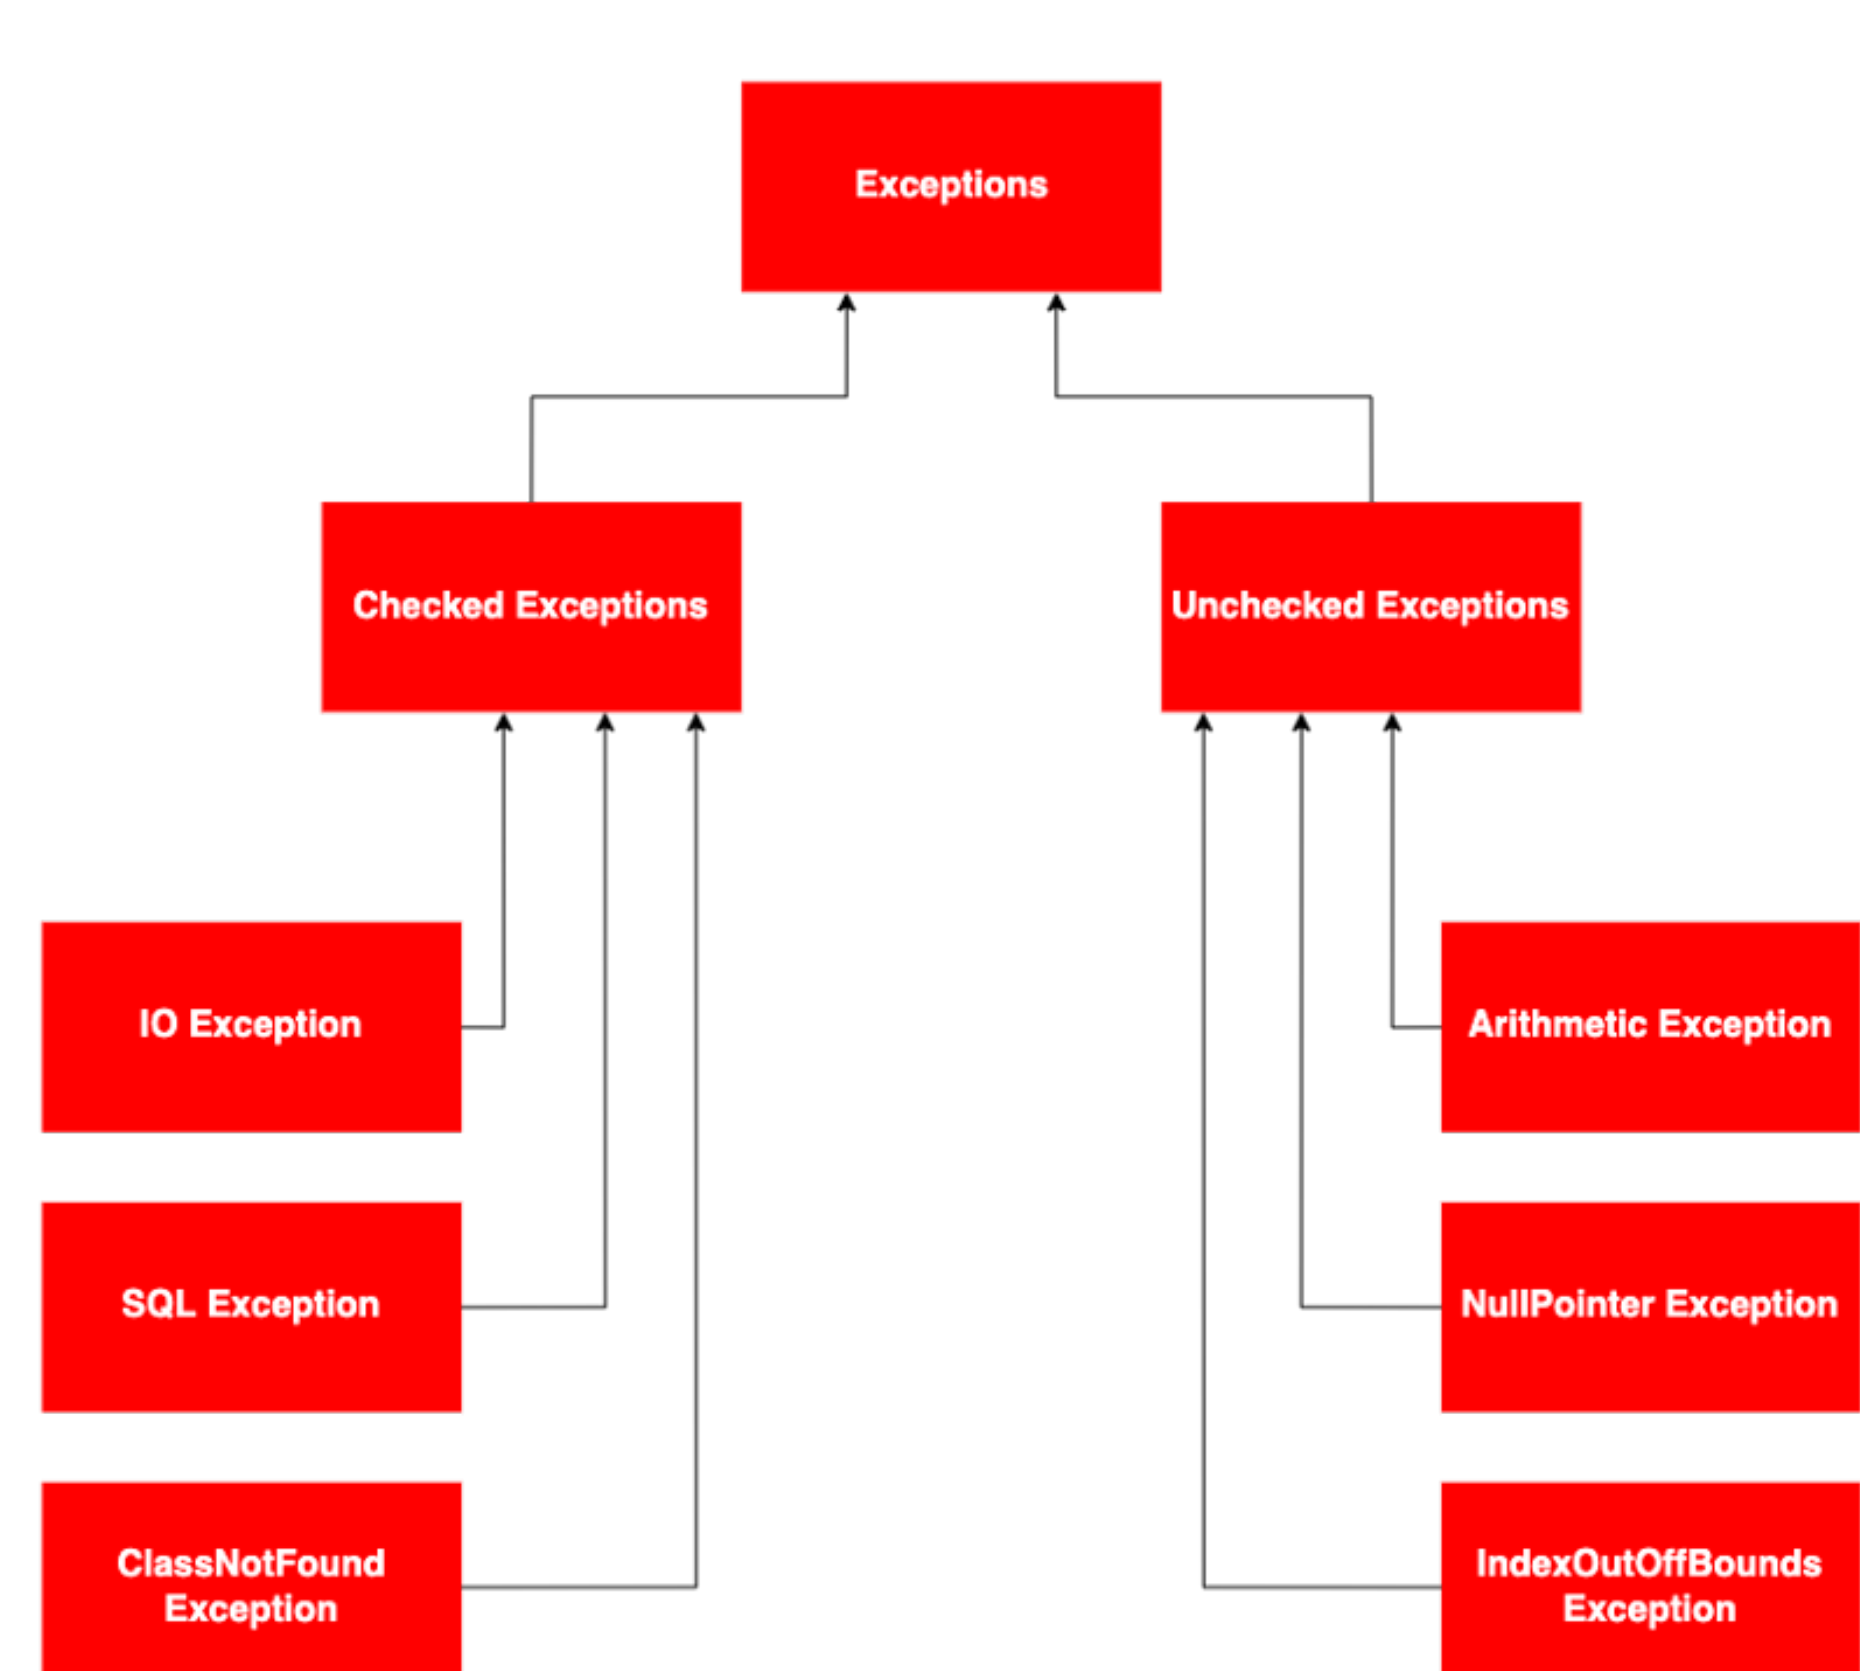 Exceptions
Checked Exceptions
Unchecked Exceptions
IO Exception
Arithmetic Exception
SQL Exception
NullPointer Exception
ClassNotFound
Exception
IndexOutOffBounds
Exception